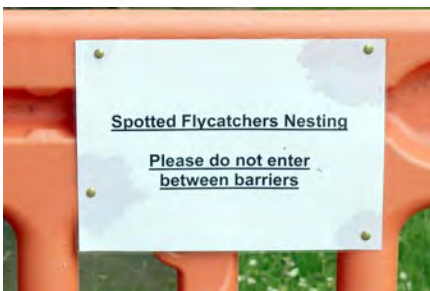 Spotted Flycatchers Nesting
Please do not enter
between barriers